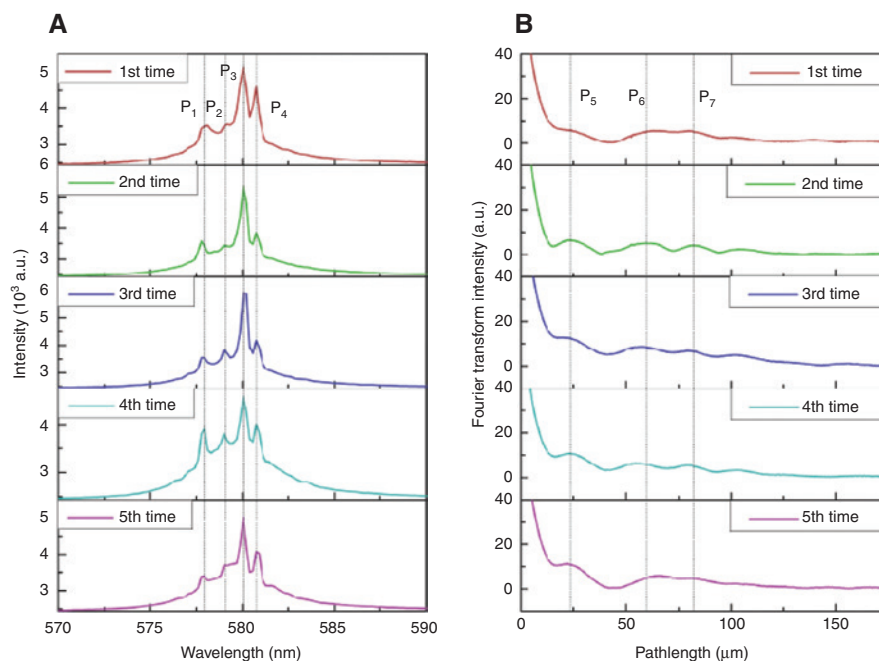 A
B
Intensity (10³ a.u.)
5
4
3
6
1st time
P₁
P₂
P₃
P₄
5
4
3
2nd time
6
5
4
3
3rd time
4
3
4th time
5
4
3
5th time
570
575
580
585
590
Wavelength (nm)
Fourier transform intensity (a.u.)
40
20
0
1st time
P₅
P₆
P₇
40
20
0
2nd time
40
20
0
3rd time
40
20
0
4th time
40
20
0
5th time
0
25
50
75
100
125
150
Pathlength (μm)